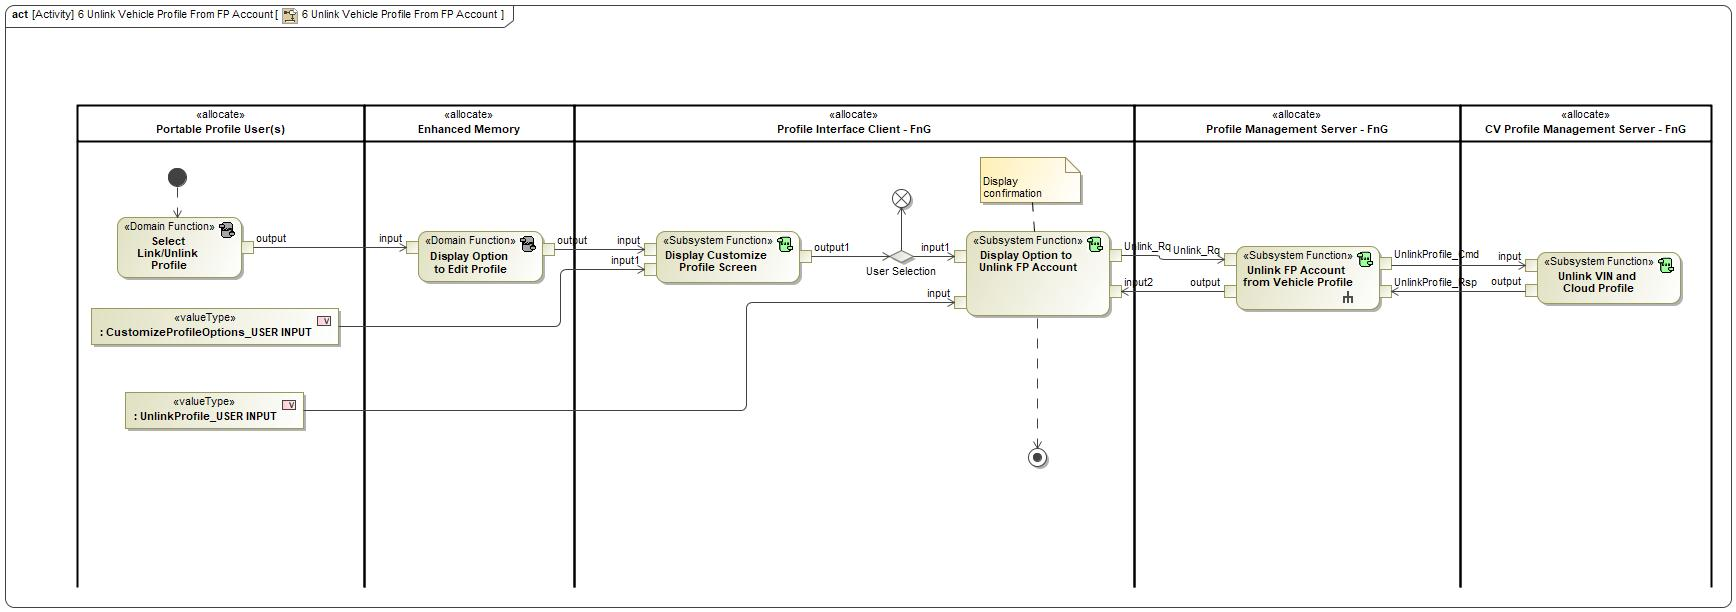 act [Activity] 6 Unlink Vehicle Profile From FP Account [ 6 Unlink Vehicle Profile From FP Account ]
«allocate»
Portable Profile User(s)
«allocate»
Enhanced Memory
«allocate»
Profile Interface Client - FnG
«allocate»
Profile Management Server - FnG
«allocate»
CV Profile Management Server - FnG
«Domain Function»
Select
Link/Unlink
Profile
output
input
«Domain Function»
Display Option
to Edit Profile
output
input
input1
«Subsystem Function»
Display Customize
Profile Screen
output1
User Selection
input1
input
Display
confirmation
«Subsystem Function»
Display Option to
Unlink FP Account
Unlink_Rq
input2
Unlink_Rq
output
«Subsystem Function»
Unlink FP Account
from Vehicle Profile
UnlinkProfile_Cmd
UnlinkProfile_Rsp
input
output
«Subsystem Function»
Unlink VIN and
Cloud Profile
«valueType»
V
: CustomizeProfileOptions_USER INPUT
«valueType»
V
: UnlinkProfile_USER INPUT